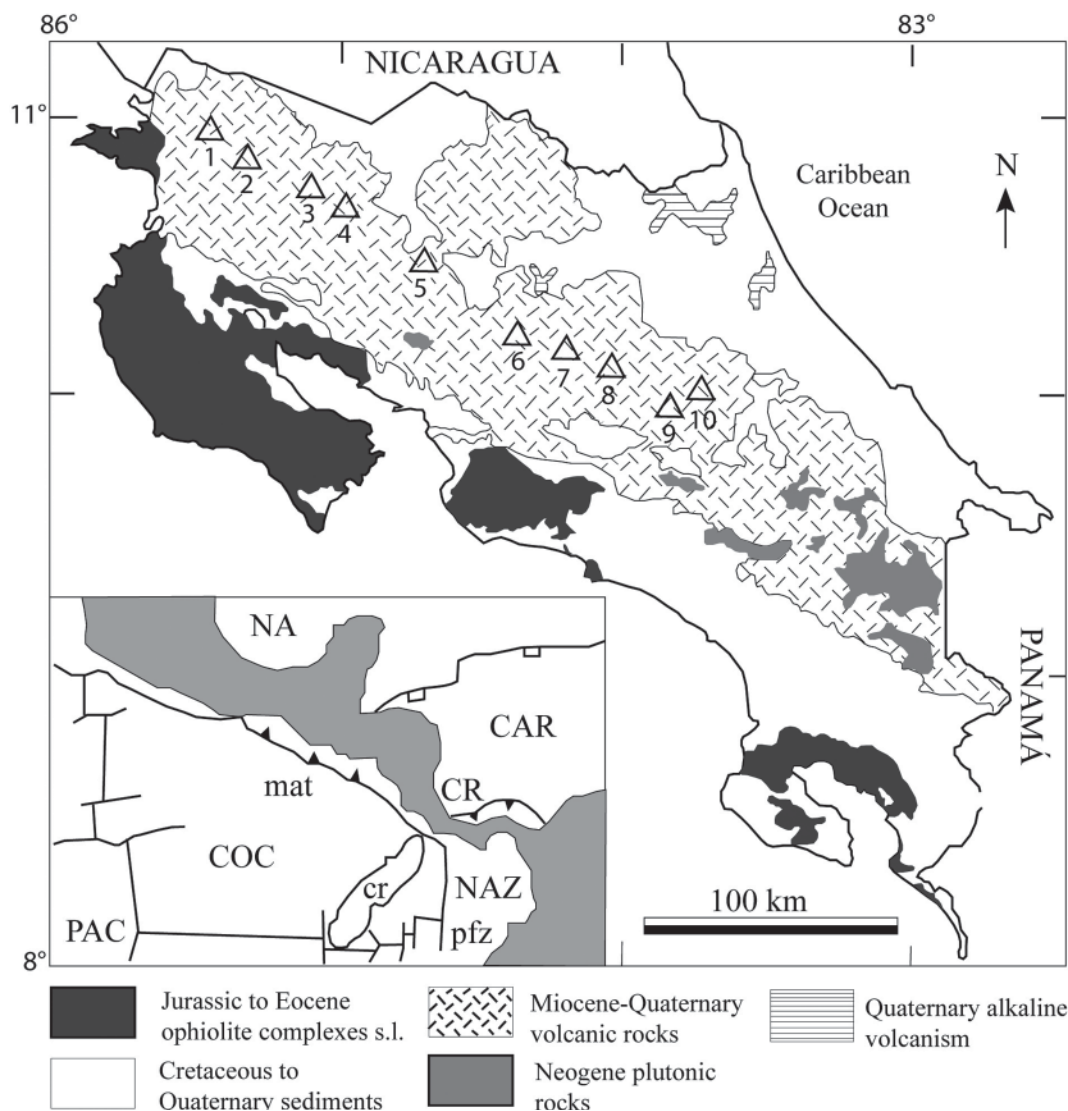 86°
83°
NICARAGUA
11°
Caribbean
Ocean
N
1
2
3
4
5
6
7
8
9
10
PANAMÁ
NA
CAR
mat
CR
COC
cr
NAZ
PAC
pfz
100 km
8°
Jurassic to Eocene
ophiolite complexes s.l.
Miocene-Quaternary
volcanic rocks
Quaternary alkaline
volcanism
Cretaceous to
Quaternary sediments
Neogene plutonic
rocks